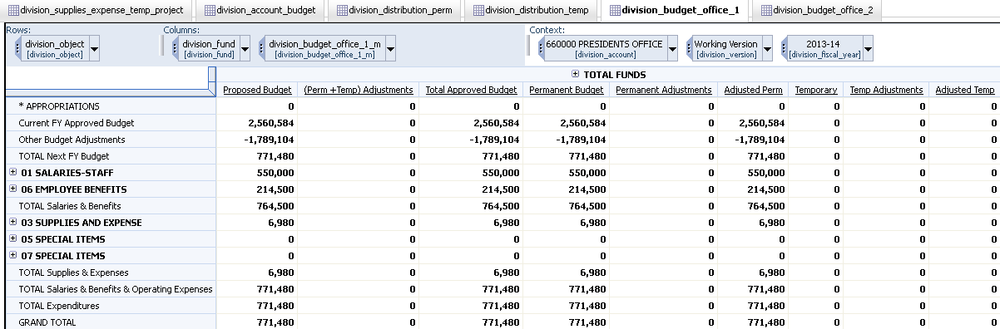 division_supplies_expense_temp_project division_account_budget division_distribution_perm division_distribution_temp division_budget_office_1 division_budget_office_2
Rows: Columns: Context:
division_object division_fund division_budget_office_1_m 660000 PRESIDENTS OFFICE Working Version 2013-14
[division_object] [division_fund] [division_budget_office_1_m] [division_account] [division_version] [division_fiscal_year]
TOTAL FUNDS
Proposed Budget (Perm +Temp) Adjustments Total Approved Budget Permanent Budget Permanent Adjustments Adjusted Perm Temporary Temp Adjustments Adjusted Temp
* APPROPRIATIONS 0 0 0 0 0 0 0 0 0
Current FY Approved Budget 2,560,584 0 2,560,584 2,560,584 0 2,560,584 0 0 0
Other Budget Adjustments -1,789,104 0 -1,789,104 -1,789,104 0 -1,789,104 0 0 0
TOTAL Next FY Budget 771,480 0 771,480 771,480 0 771,480 0 0 0
01 SALARIES-STAFF 550,000 0 550,000 550,000 0 550,000 0 0 0
06 EMPLOYEE BENEFITS 214,500 0 214,500 214,500 0 214,500 0 0 0
TOTAL Salaries & Benefits 764,500 0 764,500 764,500 0 764,500 0 0 0
03 SUPPLIES AND EXPENSE 6,980 0 6,980 6,980 0 6,980 0 0 0
05 SPECIAL ITEMS 0 0 0 0 0 0 0 0 0
07 SPECIAL ITEMS 0 0 0 0 0 0 0 0 0
TOTAL Supplies & Expenses 6,980 0 6,980 6,980 0 6,980 0 0 0
TOTAL Salaries & Benefits & Operating Expenses 771,480 0 771,480 771,480 0 771,480 0 0 0
TOTAL Expenditures 771,480 0 771,480 771,480 0 771,480 0 0 0
GRAND TOTAL 771,480 0 771,480 771,480 0 771,480 0 0 0